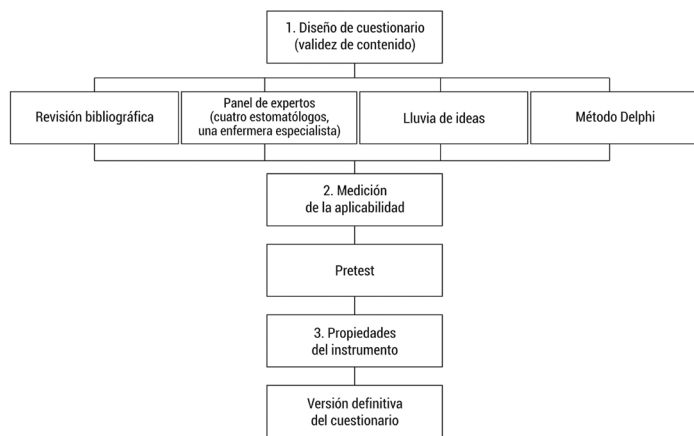 1. Diseño de cuestionario
(validez de contenido)
Revisión bibliográfica
Panel de expertos
(cuatro estomatólogos,
una enfermera especialista)
Lluvia de ideas
Método Delphi
2. Medición
de la aplicabilidad
Pretest
3. Propiedades
del instrumento
Versión definitiva
del cuestionario